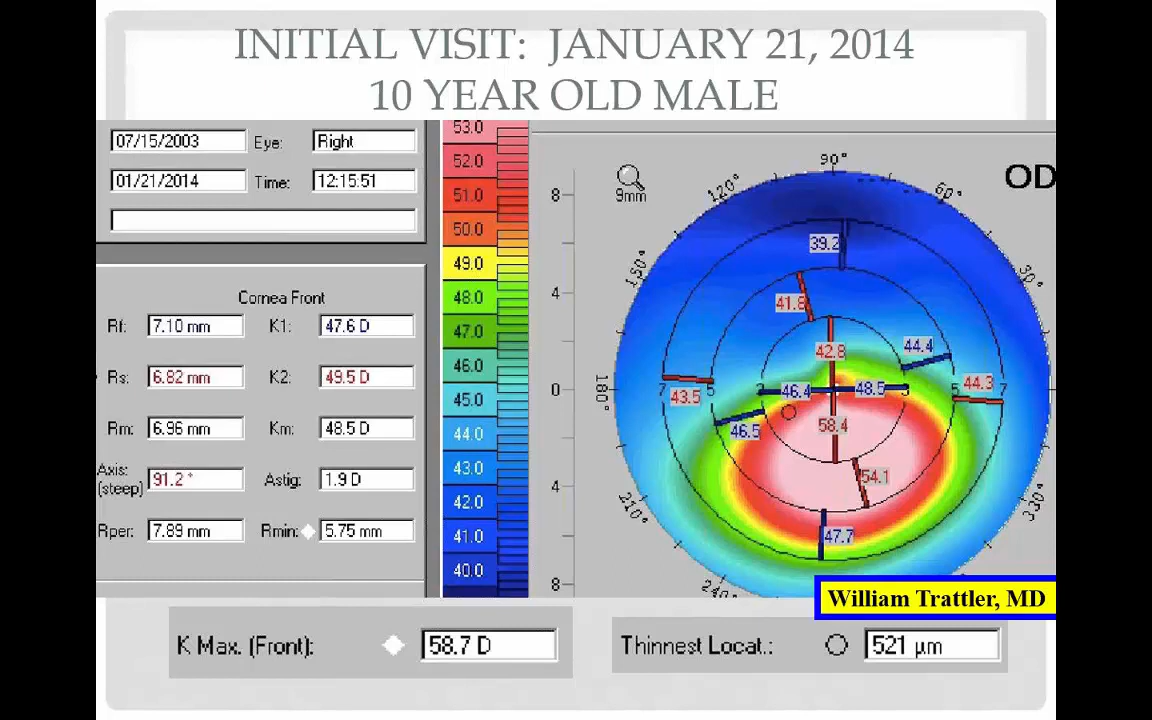 INITIAL VISIT: JANUARY 21, 2014
10 YEAR OLD MALE
07/15/2003 Eye: Right
01/21/2014 Time: 12:15:51
Cornea Front
Rf: 7.10 mm K1: 47.6 D
Rs: 6.82 mm K2: 49.5 D
Rm: 6.96 mm Km: 48.5 D
Axis:
(steep) 91.2 ° Astig: 1.9 D
Rper: 7.89 mm Rmin: 5.75 mm
53.0
52.0
51.0
50.0
49.0
48.0
47.0
46.0
45.0
44.0
43.0
42.0
41.0
40.0
9mm
OD
8
4
0
4
8
90°
120°
60°
150°
30°
180°
210°
330°
240°
39.2
41.8
42.8
44.4
43.5
7 5 3 46.4 48.5 3 5 44.3 7
46.5
58.4
54.1
47.7
William Trattler, MD
K Max. (Front): 58.7 D
Thinnest Locat.: 521 µm